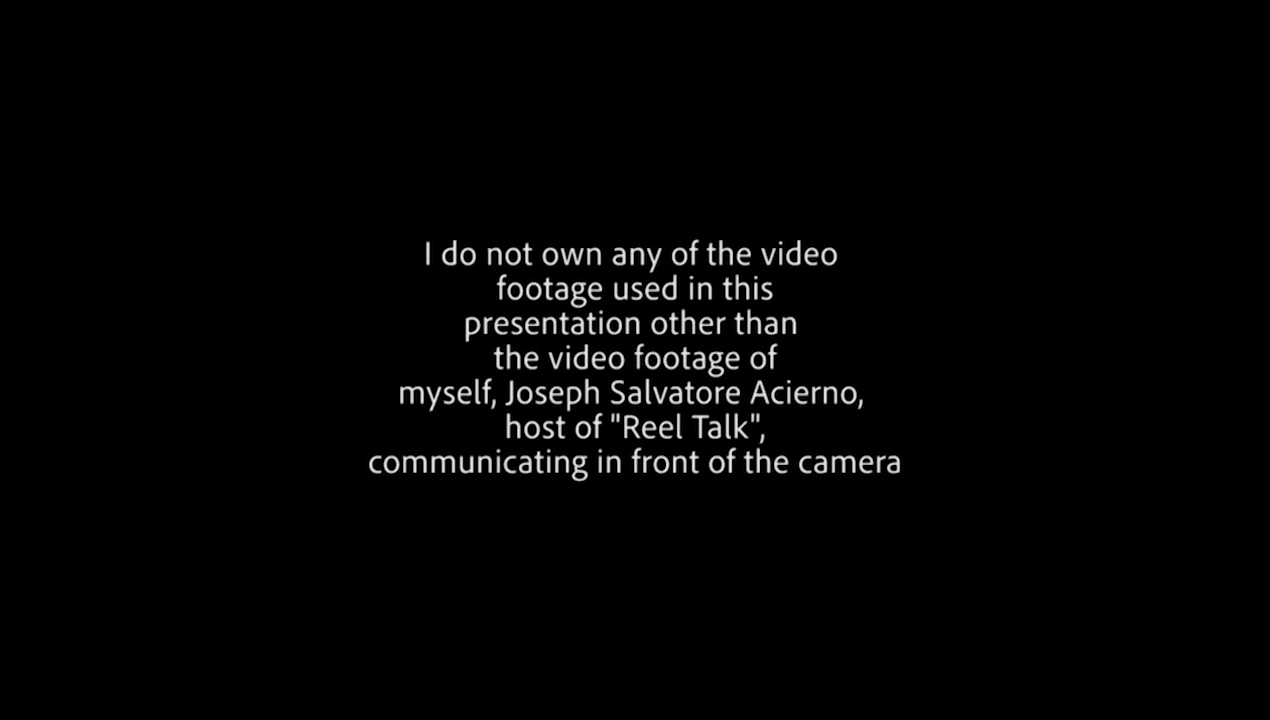 I do not own any of the video
footage used in this
presentation other than
the video footage of
myself, Joseph Salvatore Acierno,
host of "Reel Talk",
communicating in front of the camera